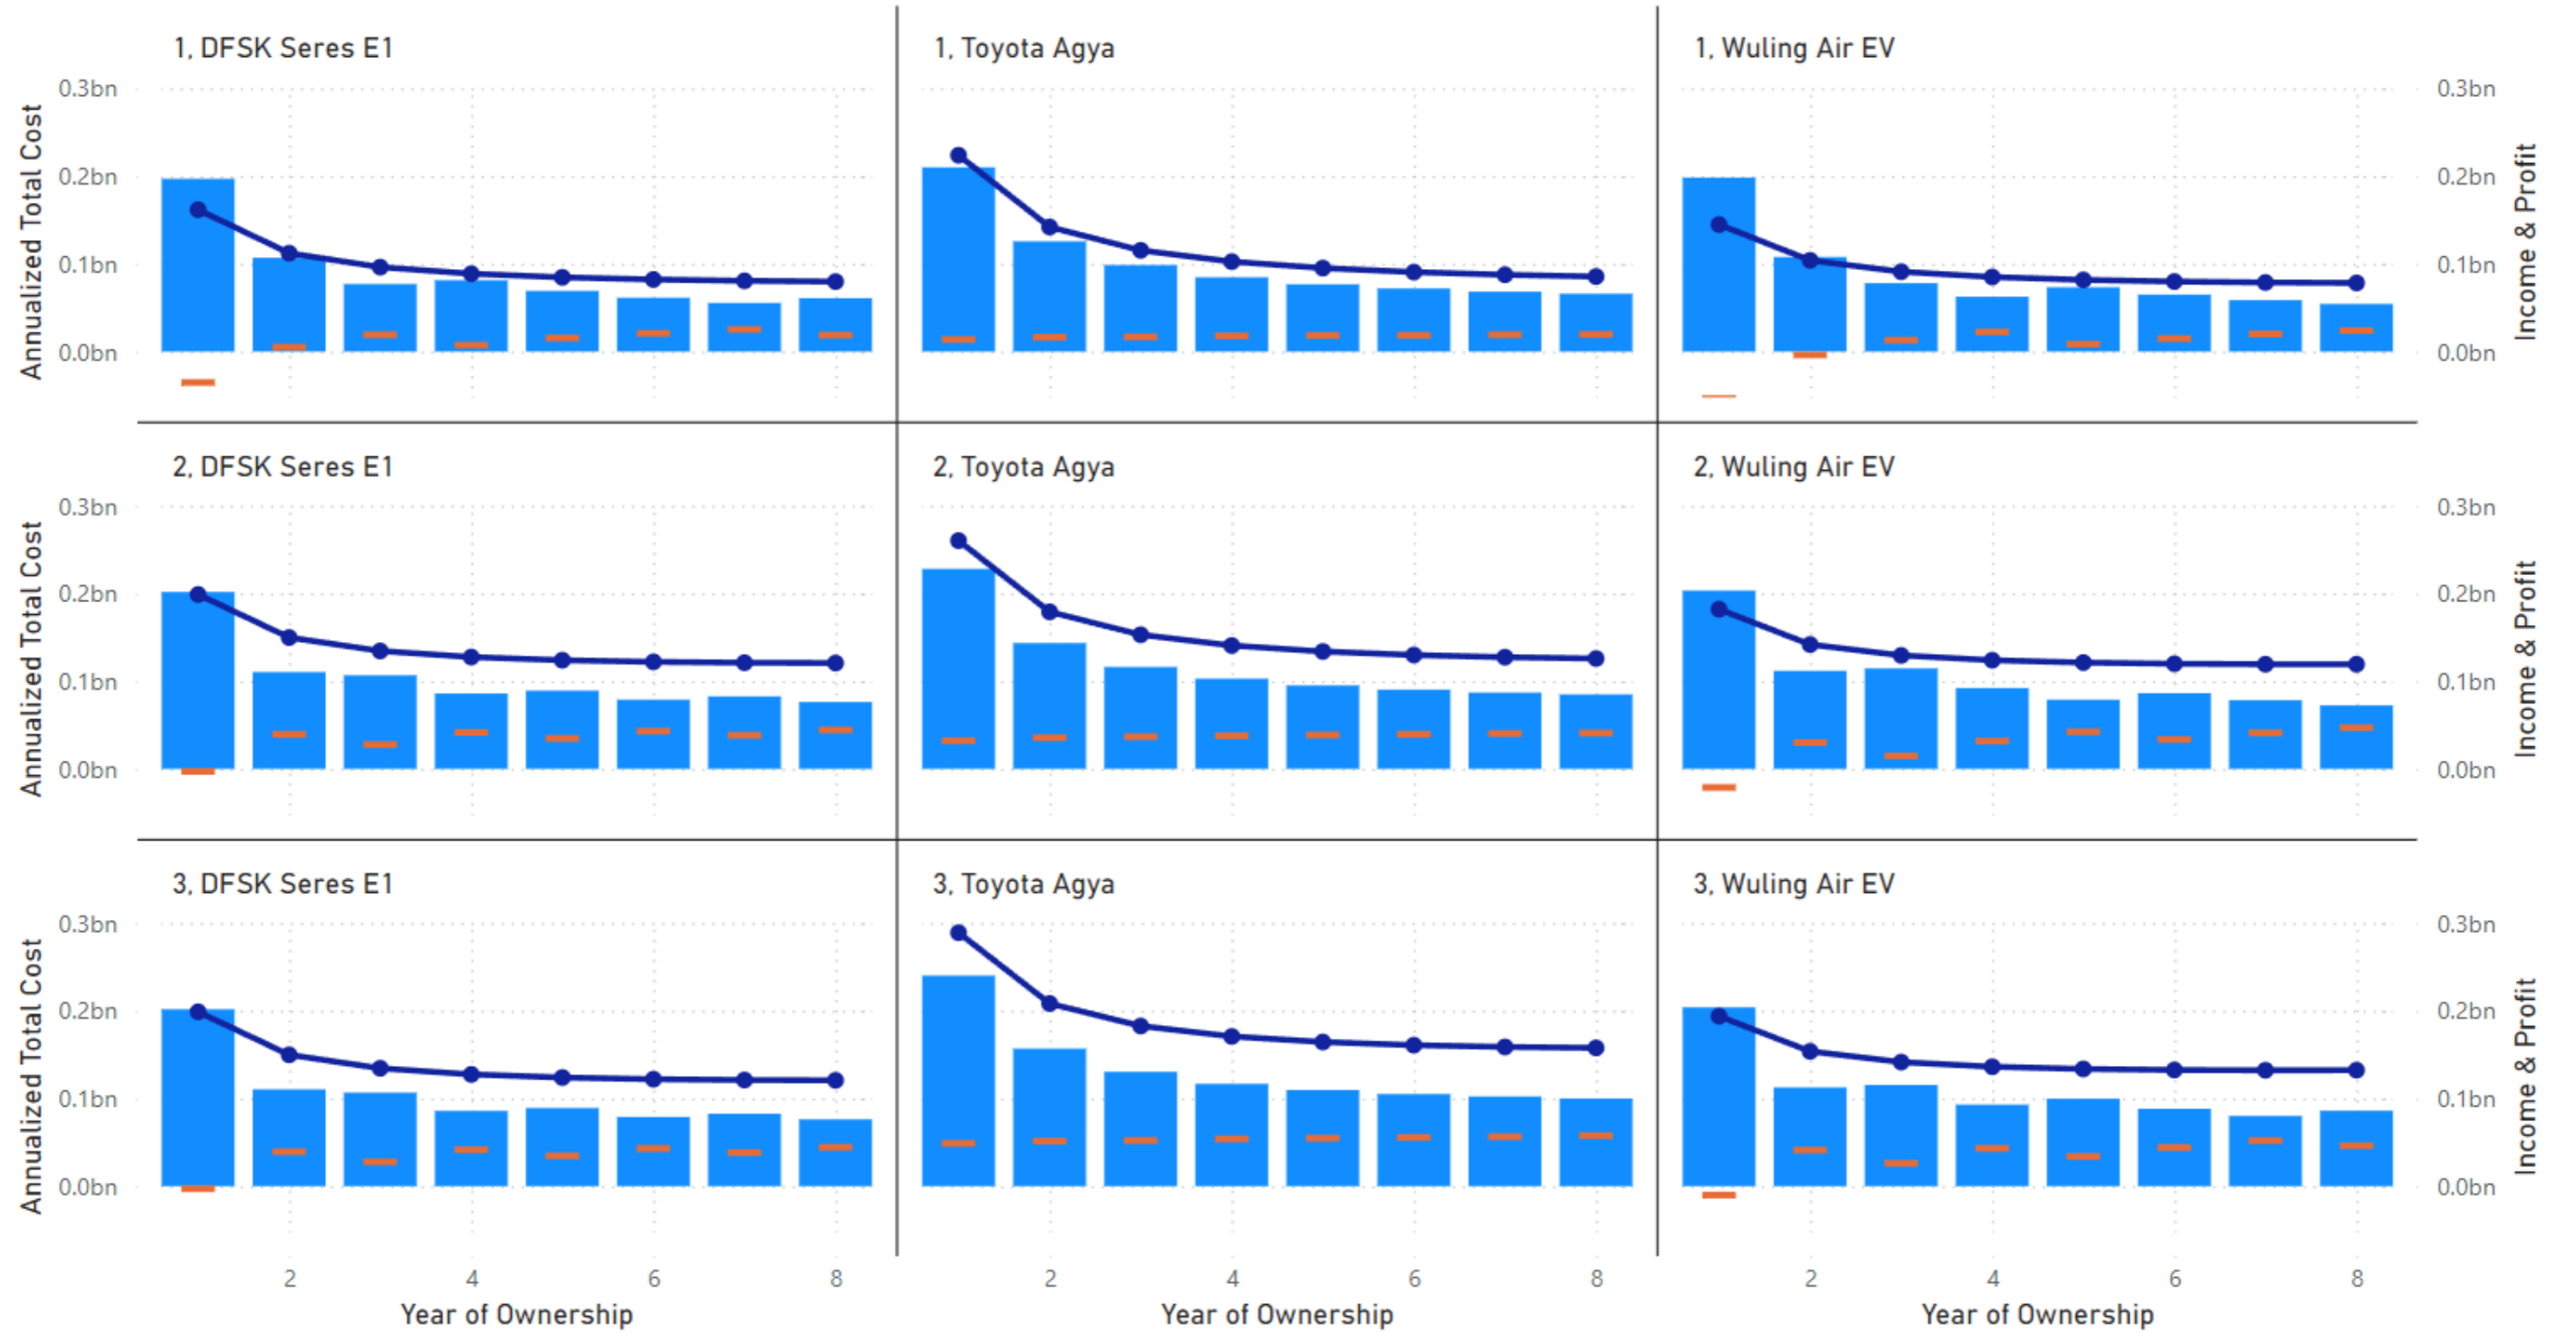 1, DFSK Seres E1
1, Toyota Agya
1, Wuling Air EV
Annualized Total Cost
0.3bn
0.2bn
0.1bn
0.0bn
0.3bn
0.2bn
0.1bn
0.0bn
Income & Profit
2, DFSK Seres E1
2, Toyota Agya
2, Wuling Air EV
Annualized Total Cost
0.3bn
0.2bn
0.1bn
0.0bn
0.3bn
0.2bn
0.1bn
0.0bn
Income & Profit
3, DFSK Seres E1
3, Toyota Agya
3, Wuling Air EV
Annualized Total Cost
0.3bn
0.2bn
0.1bn
0.0bn
0.3bn
0.2bn
0.1bn
0.0bn
Income & Profit
2 4 6 8
2 4 6 8
2 4 6 8
Year of Ownership
Year of Ownership
Year of Ownership